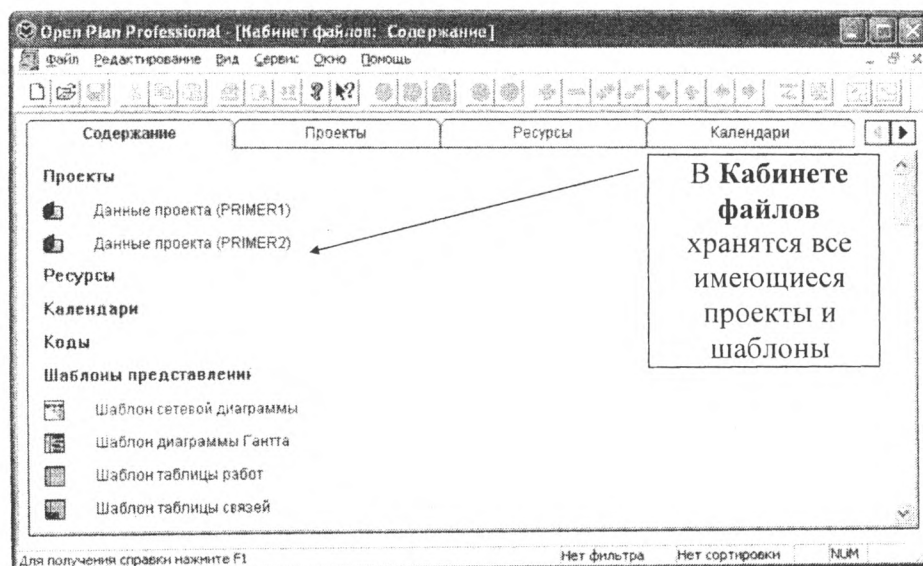 Open Plan Professional - [Кабинет файлов: Содержание]
Файл Редактирование Вид Сервис Окно Помощь
Содержание Проекты Ресурсы Календари
Проекты
Данные проекта (PRIMER1)
Данные проекта (PRIMER2)
Ресурсы
Календари
Коды
Шаблоны представлени
Шаблон сетевой диаграммы
Шаблон диаграммы Гантта
Шаблон таблицы работ
Шаблон таблицы связей
В Кабинете
файлов
хранятся все
имеющиеся
проекты и
шаблоны
Для получения справки нажмите F1 Нет фильтра Нет сортировки NUM